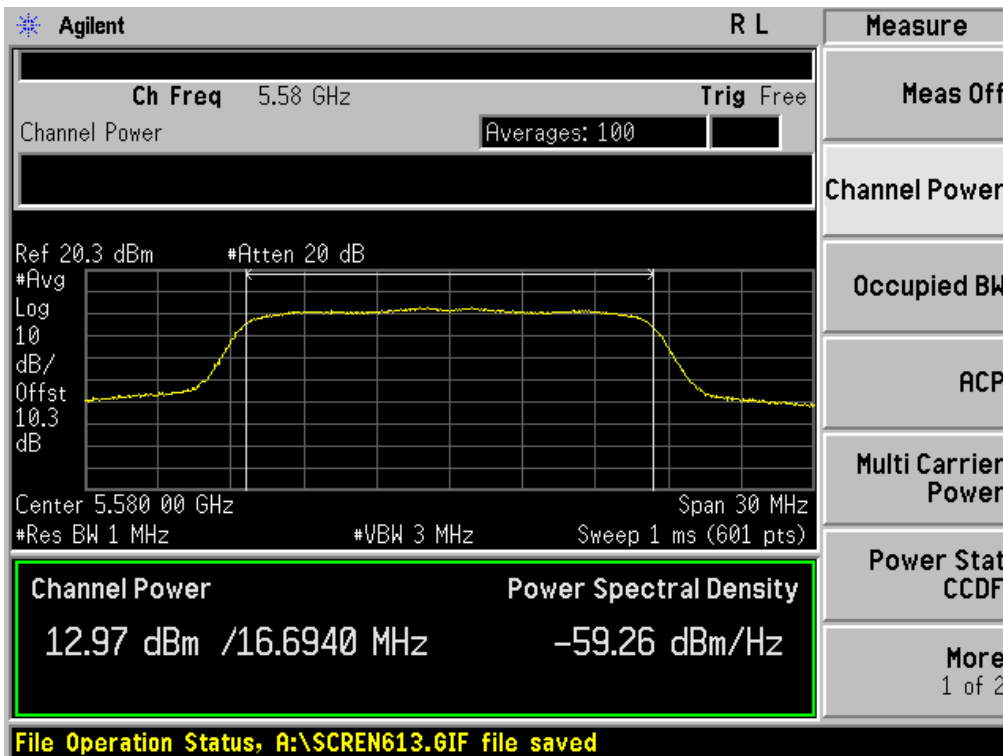 Agilent R L
Ch Freq 5.58 GHz Trig Free
Channel Power Averages: 100
Ref 20.3 dBm #Atten 20 dB
#Avg
Log
10
dB/
Offst
10.3
dB
Center 5.580 00 GHz Span 30 MHz
#Res BW 1 MHz #VBW 3 MHz Sweep 1 ms (601 pts)
Channel Power Power Spectral Density
12.97 dBm /16.6940 MHz -59.26 dBm/Hz
File Operation Status, A:\SCREN613.GIF file saved
Measure
Meas Off
Channel Power
Occupied BW
ACP
Multi Carrier
Power
Power Stat
CCDF
More
1 of 2